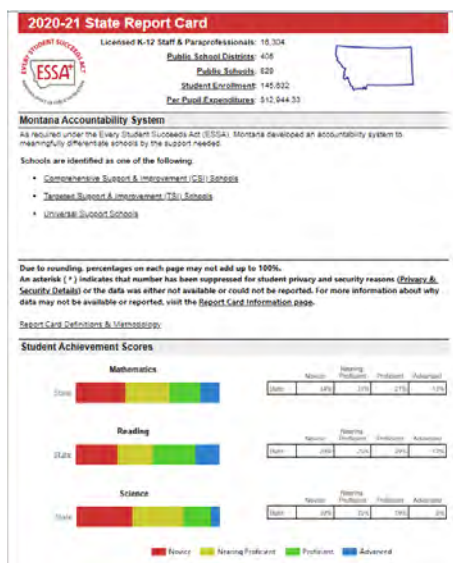 2020-21 State Report Card
EVERY STUDENT SUCCEEDS ACT
ESSA
Licensed K-12 Staff & Paraprofessionals: 16,304
Public School Districts:
Public Schools:
Student Enrollment:
Per Pupil Expenditures: $12,944.33
Montana Accountability System
As required under the Every Student Succeeds Act (ESSA), Montana developed an accountability system to
meaningfully differentiate schools by the support needed.
Schools are identified as one of the following:
• Comprehensive Support & Improvement (CSI) Schools
• Targeted Support & Improvement (TSI) Schools
• Universal Support Schools
Due to rounding, percentages on each page may not add up to 100%.
An asterisk ( * ) indicates that number has been suppressed for student privacy and security reasons (Privacy &
Security Details) or the data was either not available or could not be reported. For more information about why
data may not be available or reported, visit the Report Card Information page.
Report Card Definitions & Methodology
Student Achievement Scores
Mathematics
State
Novice Nearing Proficient Proficient Advanced
State
Reading
State
Novice Nearing Proficient Proficient Advanced
State
Science
State
Novice Nearing Proficient Proficient Advanced
State
Novice Nearing Proficient Proficient Advanced